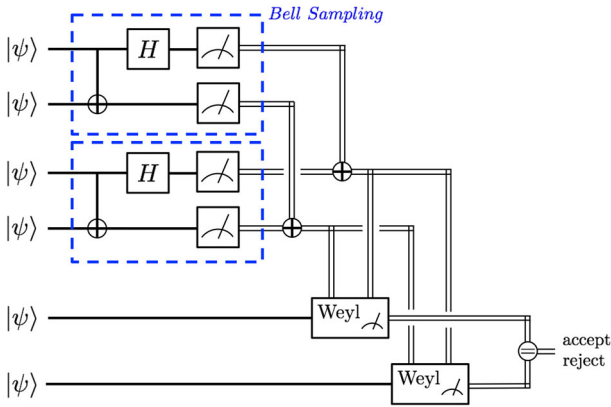 Bell Sampling
|ψ⟩
H
|ψ⟩
|ψ⟩
H
|ψ⟩
|ψ⟩
Weyl
accept
reject
|ψ⟩
Weyl